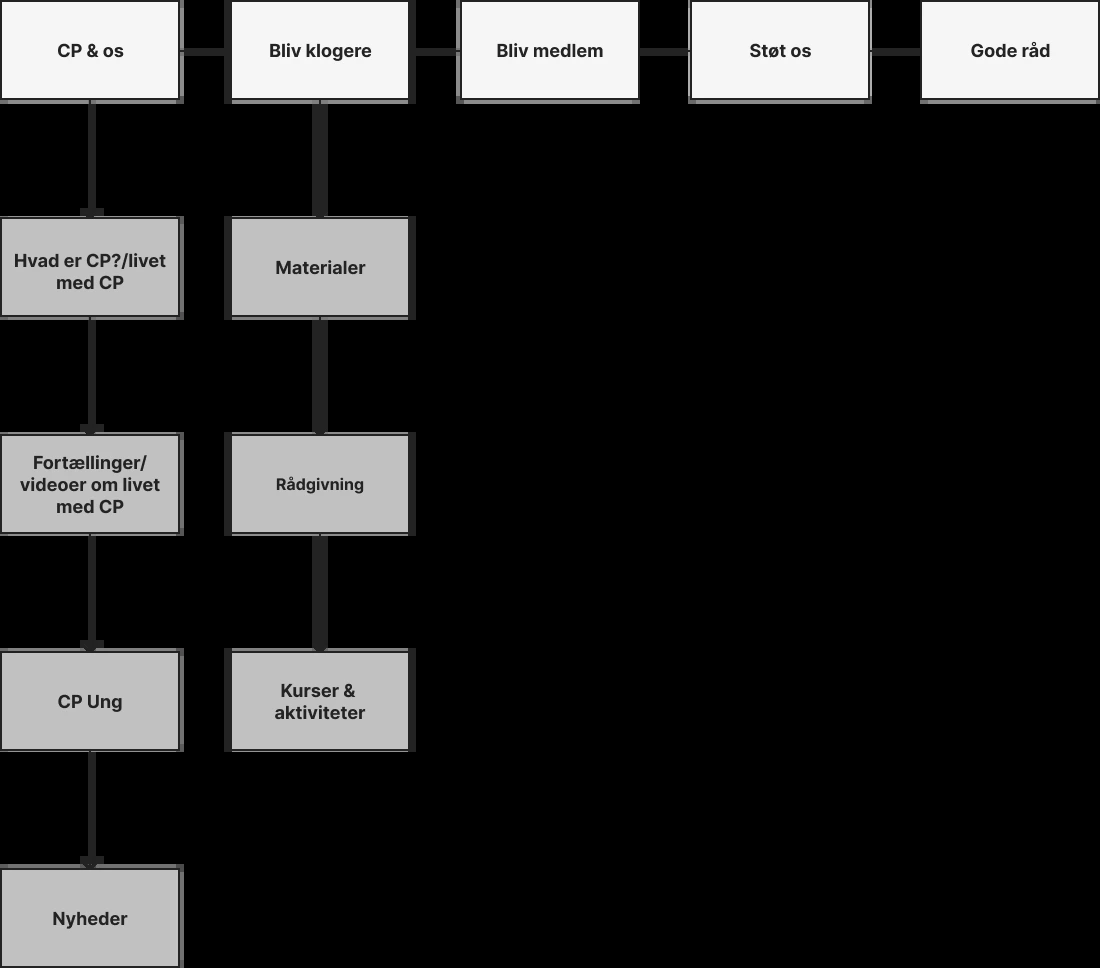 CP & os
Bliv klogere
Bliv medlem
Støt os
Gode råd
Hvad er CP?/livet
med CP
Materialer
Fortællinger/
videoer om livet
med CP
Rådgivning
CP Ung
Kurser &
aktiviteter
Nyheder